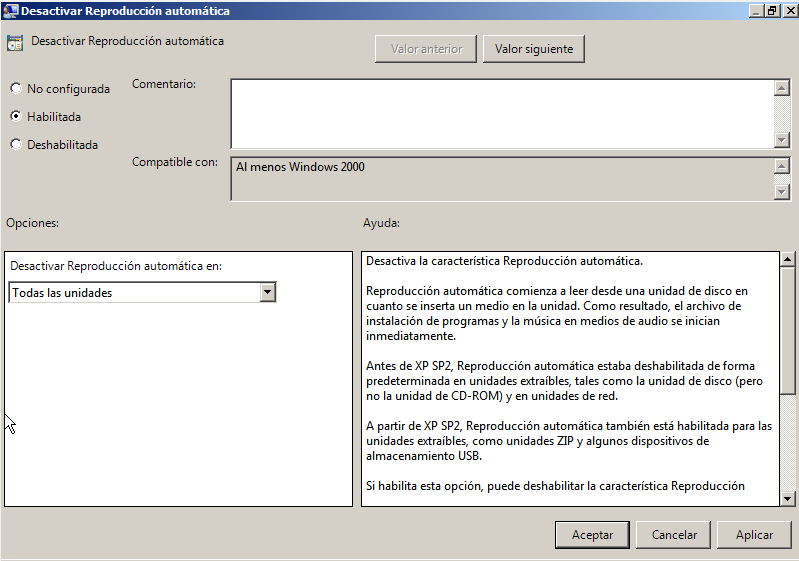 Desactivar Reproducción automática
Desactivar Reproducción automática
Valor anterior
Valor siguiente
No configurada
Habilitada
Deshabilitada
Comentario:
Compatible con:
Al menos Windows 2000
Opciones:
Ayuda:
Desactivar Reproducción automática en:
Todas las unidades
Desactiva la característica Reproducción automática.
Reproducción automática comienza a leer desde una unidad de disco en
cuanto se inserta un medio en la unidad. Como resultado, el archivo de
instalación de programas y la música en medios de audio se inician
inmediatamente.
Antes de XP SP2, Reproducción automática estaba deshabilitada de forma
predeterminada en unidades extraíbles, tales como la unidad de disco (pero
no la unidad de CD-ROM) y en unidades de red.
A partir de XP SP2, Reproducción automática también está habilitada para las
unidades extraíbles, como unidades ZIP y algunos dispositivos de
almacenamiento USB.
Si habilita esta opción, puede deshabilitar la característica Reproducción
Aceptar
Cancelar
Aplicar